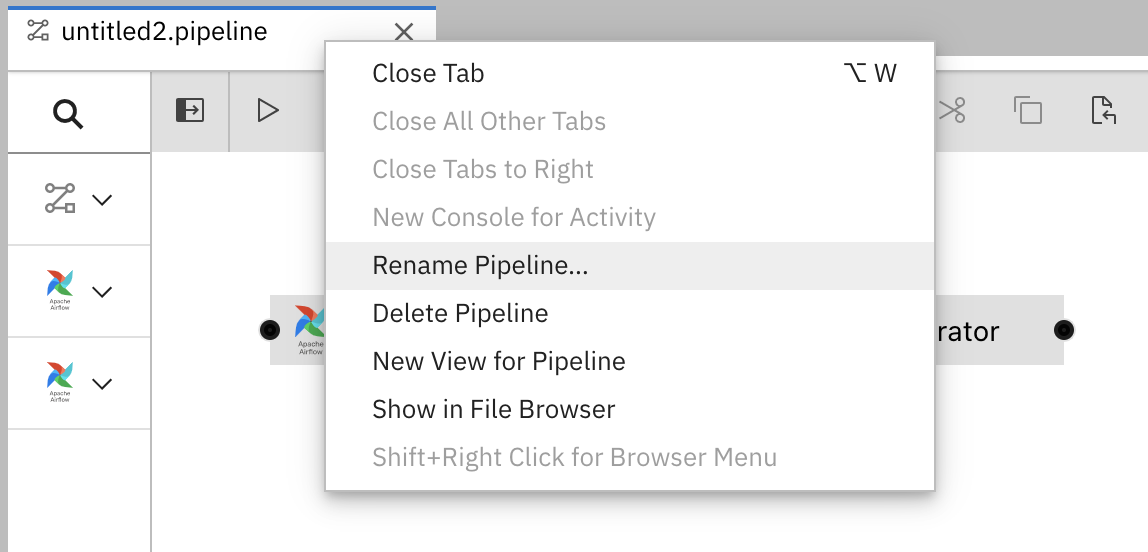 untitled2.pipeline
Close Tab ⌥ W
Close All Other Tabs
Close Tabs to Right
New Console for Activity
Rename Pipeline...
Delete Pipeline
New View for Pipeline
Show in File Browser
Shift+Right Click for Browser Menu
Apache
Airflow
Apache
Airflow
Apache
Airflow
rator